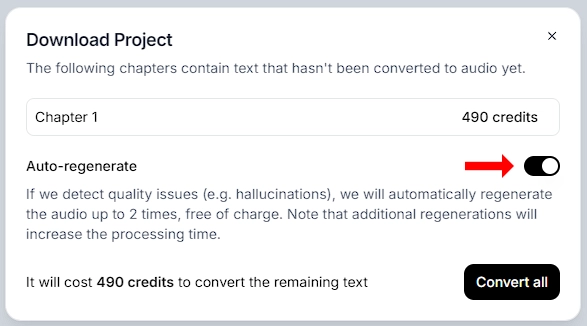 Download Project
The following chapters contain text that hasn't been converted to audio yet.
Chapter 1 490 credits
Auto-regenerate
If we detect quality issues (e.g. hallucinations), we will automatically regenerate
the audio up to 2 times, free of charge. Note that additional regenerations will
increase the processing time.
It will cost 490 credits to convert the remaining text
Convert all